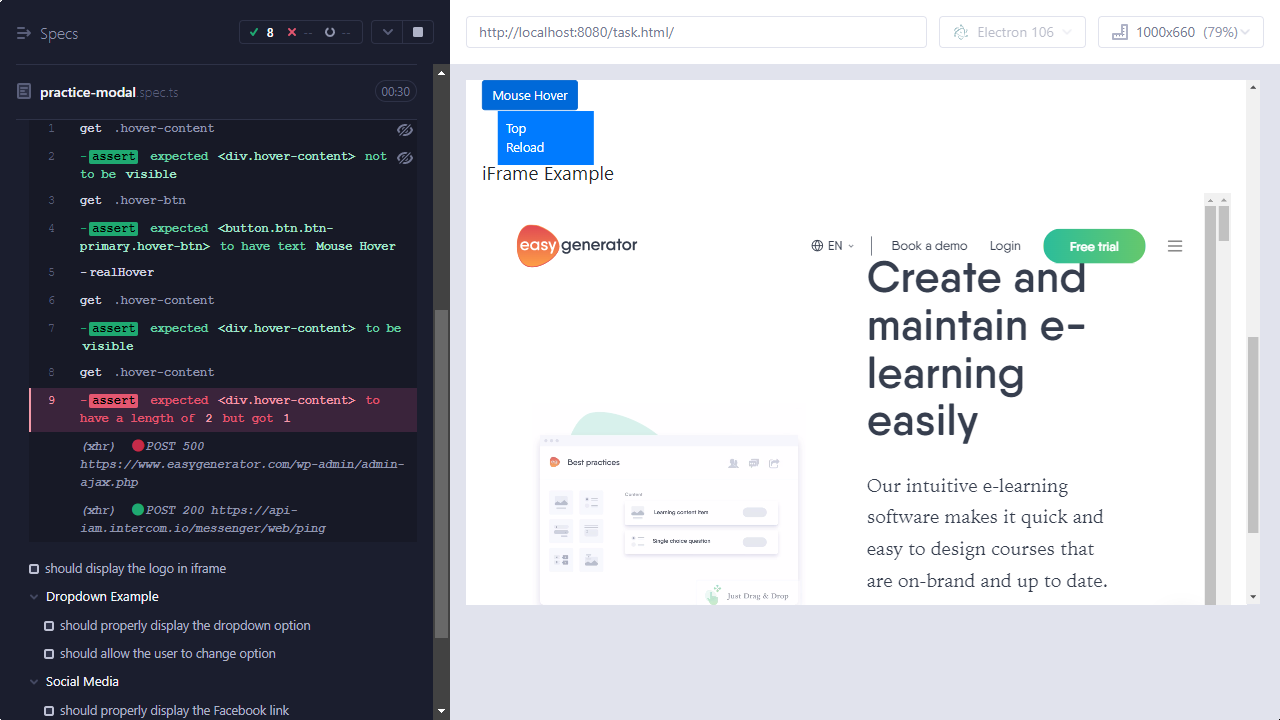 Specs
8
--
--
practice-modal.spec.ts
00:30
1 get .hover-content
2 -assert expected <div.hover-content> not
to be visible
3 get .hover-btn
4 -assert expected <button.btn.btn-
primary.hover-btn> to have text Mouse Hover
5 -realHover
6 get .hover-content
7 -assert expected <div.hover-content> to be
visible
8 get .hover-content
9 -assert expected <div.hover-content> to
have a length of 2 but got 1
(xhr) POST 500
https://www.easygenerator.com/wp-admin/admin-
ajax.php
(xhr) POST 200 https://api-
iam.intercom.io/messenger/web/ping
should display the logo in iframe
Dropdown Example
should properly display the dropdown option
should allow the user to change option
Social Media
should properly display the Facebook link
http://localhost:8080/task.html/
Electron 106
1000x660 (79%)
Mouse Hover
Top
Reload
iFrame Example
easygenerator
EN
Book a demo
Login
Free trial
Create and
maintain e-
learning
easily
Our intuitive e-learning
software makes it quick and
easy to design courses that
are on-brand and up to date.
Best practices
Content
Learning content item
Single choice question
Just Drag & Drop